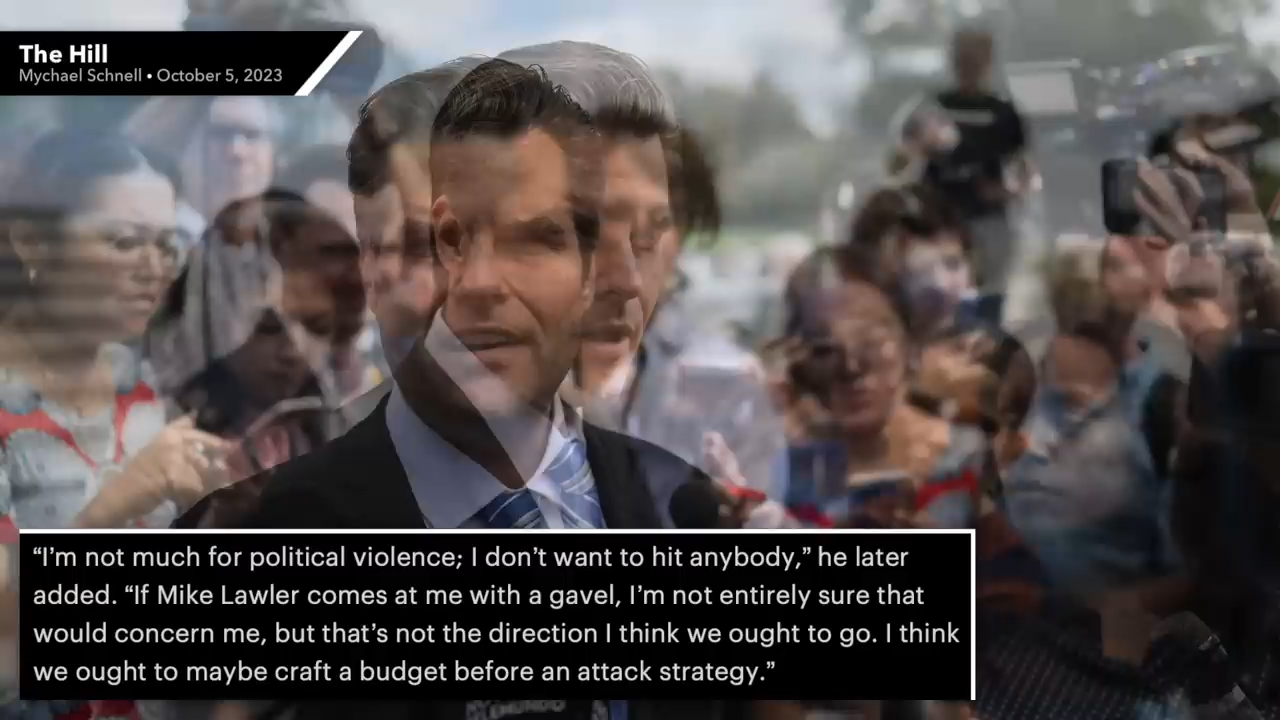 The Hill
Mychael Schnell • October 5, 2023
“I’m not much for political violence; I don’t want to hit anybody,” he later
added. “If Mike Lawler comes at me with a gavel, I’m not entirely sure that
would concern me, but that’s not the direction I think we ought to go. I think
we ought to maybe craft a budget before an attack strategy.”